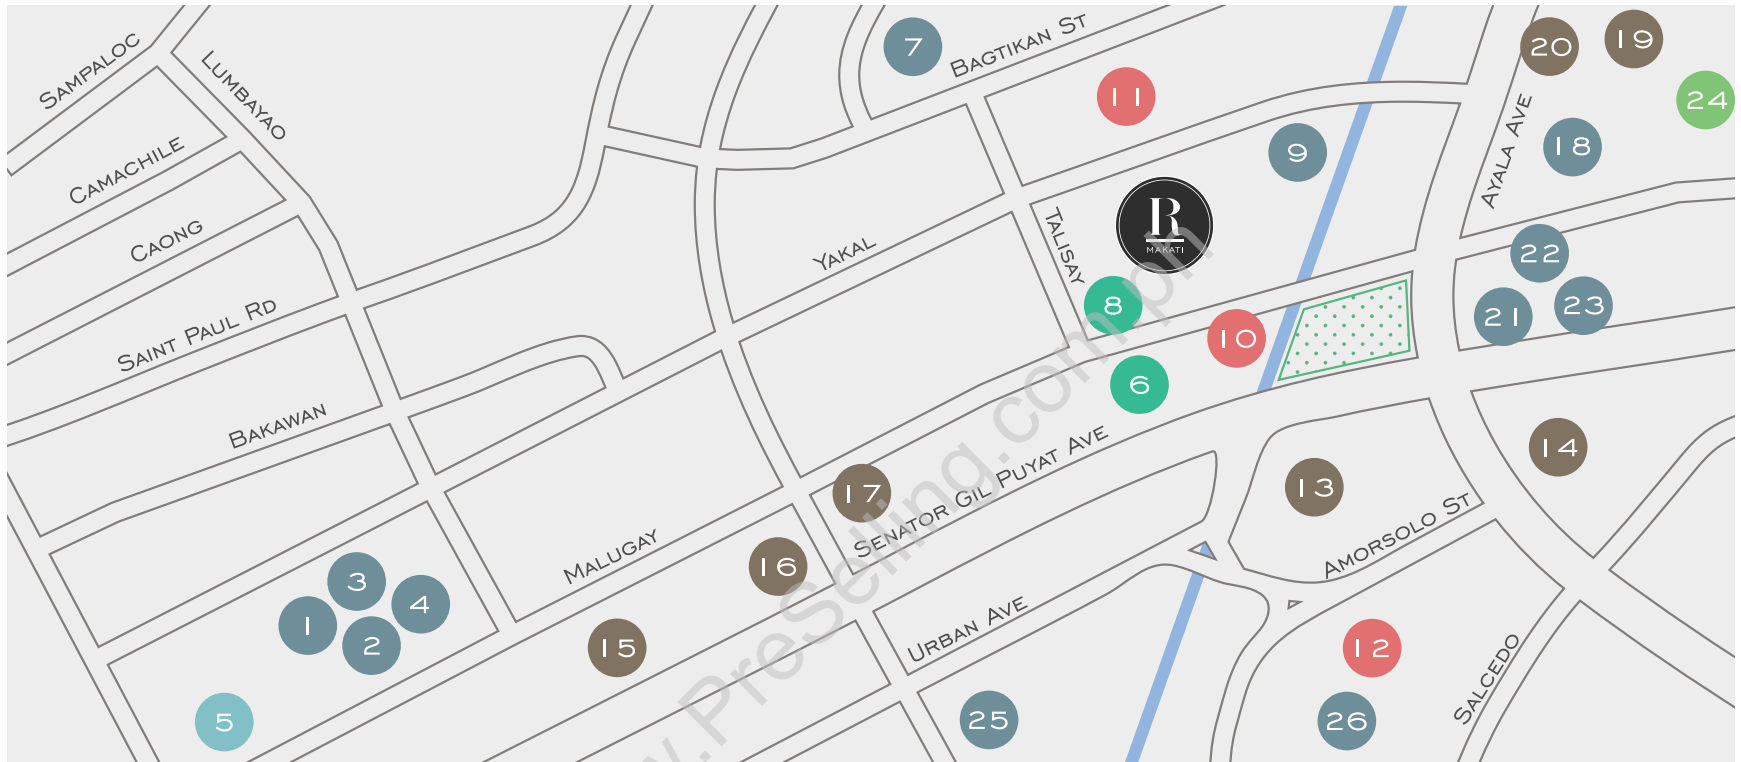 SAMPALOC
LUMBAYAO
7
BAGTIKAN ST
20
19
11
24
CAMACHILE
9
AYALA AVE
18
CAONG
YAKAL
TALISAY
R
MAKATI
22
SAINT PAUL RD
8
21
23
10
BAKAWAN
6
SENATOR GIL PUYAT AVE
14
17
13
MALUGAY
16
AMORSOLO ST
3
4
1
2
15
URBAN AVE
12
SALCEDO
5
25
26
w.PreSelling.com.ph